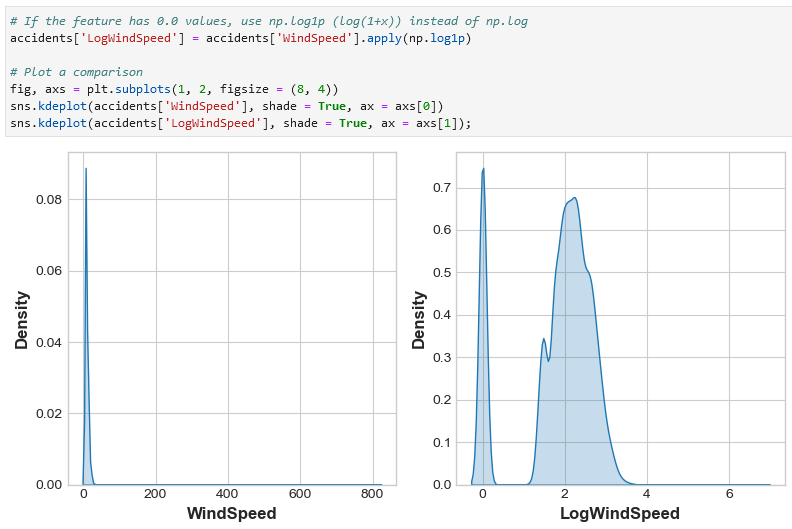 # If the feature has 0.0 values, use np.log1p (log(1+x)) instead of np.log
accidents['LogWindSpeed'] = accidents['WindSpeed'].apply(np.log1p)
# Plot a comparison
fig, axs = plt.subplots(1, 2, figsize = (8, 4))
sns.kdeplot(accidents['WindSpeed'], shade = True, ax = axs[0])
sns.kdeplot(accidents['LogWindSpeed'], shade = True, ax = axs[1]);
0.08
0.06
0.04
0.02
0.00
Density
0 200 400 600 800
WindSpeed
0.7
0.6
0.5
0.4
0.3
0.2
0.1
0.0
Density
0 2 4 6
LogWindSpeed